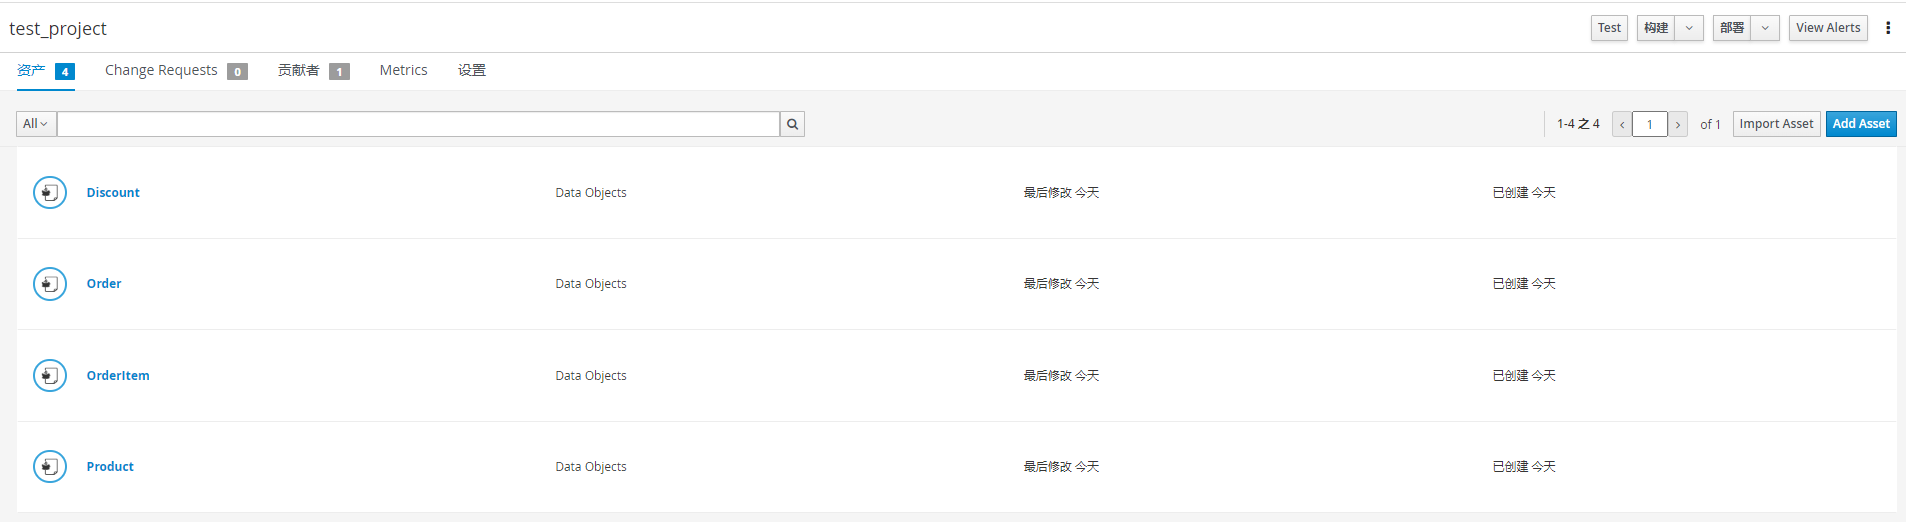 test_project
Test 构建 部署 View Alerts
资产 4 Change Requests 0 贡献者 1 Metrics 设置
All 1-4 之 4 1 of 1 Import Asset Add Asset
Discount Data Objects 最后修改 今天 已创建 今天
Order Data Objects 最后修改 今天 已创建 今天
OrderItem Data Objects 最后修改 今天 已创建 今天
Product Data Objects 最后修改 今天 已创建 今天